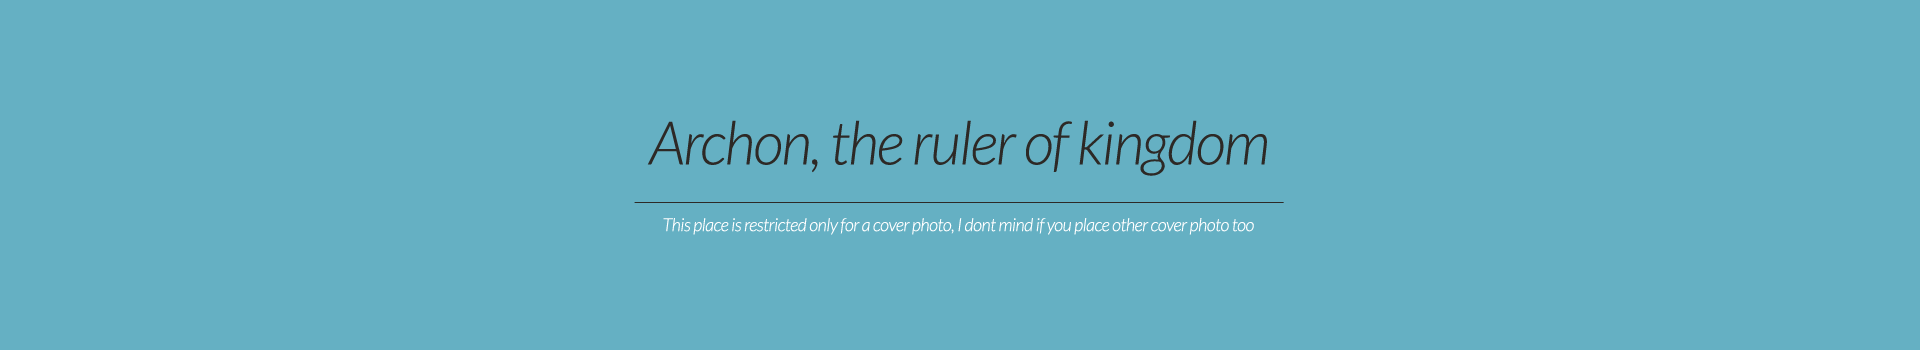 Archon, the ruler of kingdom
This place is restricted only for a cover photo, I dont mind if you place other cover photo too